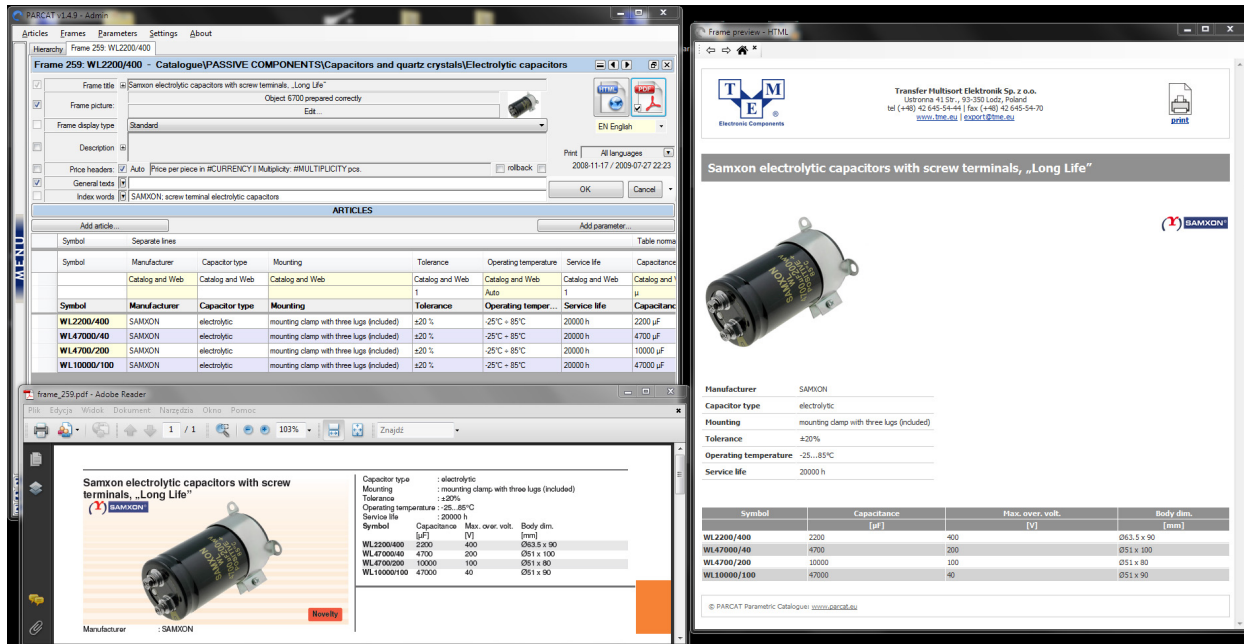 PARCAT v1.4.9 - Admin
Articles Frames Parameters Settings About
Hierarchy Frame 259: WL2200/400
Frame 259: WL2200/400 - Catalogue\PASSIVE COMPONENTS\Capacitors and quartz crystals\Electrolytic capacitors
Frame title Samxon electrolytic capacitors with screw terminals, „Long Life"
Frame picture: Object 6700 prepared correctly
Edit...
HTML PDF
Frame display type Standard
EN English
Description
Print All languages
Price headers: Auto Price per piece in #CURRENCY || Multiplicity: #MULTIPLICITY pcs. rollback
2008-11-17 / 2009-07-27 22:23
General texts
OK Cancel
Index words SAMXON: screw terminal electrolytic capacitors
ARTICLES
Add article... Add parameter...
MENU
Symbol Separate lines Table norma
Symbol Manufacturer Capacitor type Mounting Tolerance Operating temperature Service life Capacitance
Catalog and Web Catalog and Web Catalog and Web Catalog and Web Catalog and Web Catalog and Web Catalog and
1 Auto 1 µ
Symbol Manufacturer Capacitor type Mounting Tolerance Operating temper... Service life Capacitanc
WL2200/400 SAMXON electrolytic mounting clamp with three lugs (included) ±20 % -25°C ÷ 85°C 20000 h 2200 µF
WL47000/40 SAMXON electrolytic mounting clamp with three lugs (included) ±20 % -25°C ÷ 85°C 20000 h 4700 µF
WL4700/200 SAMXON electrolytic mounting clamp with three lugs (included) ±20 % -25°C ÷ 85°C 20000 h 10000 µF
WL10000/100 SAMXON electrolytic mounting clamp with three lugs (included) ±20 % -25°C ÷ 85°C 20000 h 47000 µF
frame_259.pdf - Adobe Reader
Plik Edycja Widok Dokument Narzędzia Okno Pomoc
1 / 1 103% Znajdź
Samxon electrolytic capacitors with screw
terminals, „Long Life"
SAMXON
Novelty
Manufacturer : SAMXON
Capacitor type : electrolytic
Mounting : mounting clamp with three lugs (included)
Tolerance : ±20%
Operating temperature : -25...85°C
Service life : 20000 h
Symbol Capacitance Max. over. volt. Body dim.
[µF] [V] [mm]
WL2200/400 2200 400 Ø63.5 x 90
WL47000/40 4700 200 Ø51 x 100
WL4700/200 10000 100 Ø51 x 80
WL10000/100 47000 40 Ø51 x 90
Frame preview - HTML
TME
Electronic Components
Transfer Multisort Elektronik Sp. z o.o.
Ustronna 41 Str., 93-350 Lodz, Poland
tel (+48) 42 645-54-44 | fax (+48) 42 645-54-70
www.tme.eu | export@tme.eu
print
Samxon electrolytic capacitors with screw terminals, „Long Life"
SAMXON
Manufacturer SAMXON
Capacitor type electrolytic
Mounting mounting clamp with three lugs (included)
Tolerance ±20%
Operating temperature -25...85°C
Service life 20000 h
Symbol Capacitance Max. over. volt. Body dim.
[µF] [V] [mm]
WL2200/400 2200 400 Ø63.5 x 90
WL47000/40 4700 200 Ø51 x 100
WL4700/200 10000 100 Ø51 x 80
WL10000/100 47000 40 Ø51 x 90
© PARCAT Parametric Catalogue: www.parcat.eu